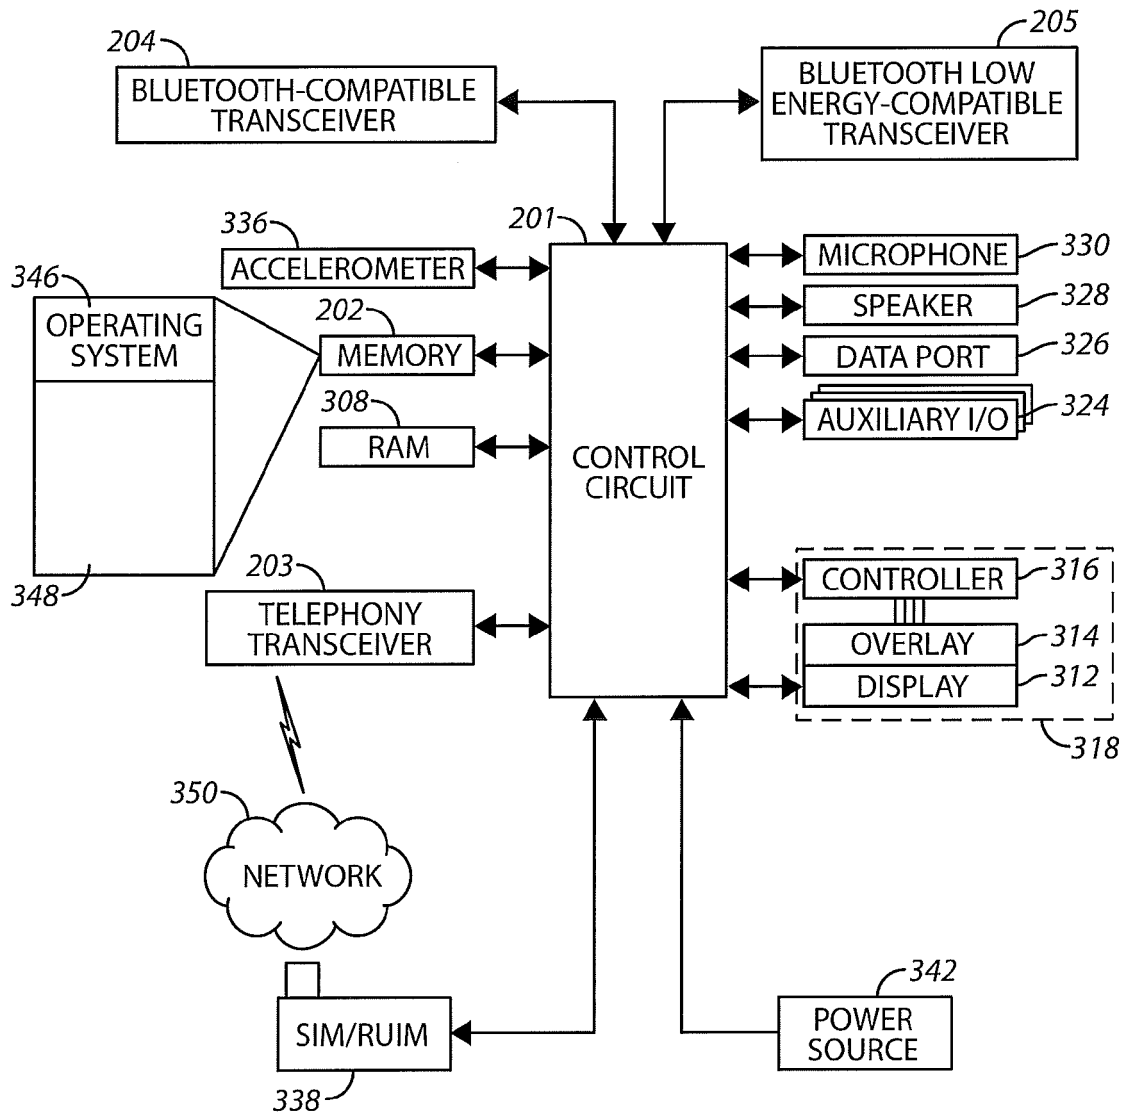 204
BLUETOOTH-COMPATIBLE
TRANSCEIVER
205
BLUETOOTH LOW
ENERGY-COMPATIBLE
TRANSCEIVER
336
ACCELEROMETER
201
CONTROL
CIRCUIT
MICROPHONE
330
SPEAKER
328
DATA PORT
326
AUXILIARY I/O
324
346
OPERATING
SYSTEM
202
MEMORY
308
RAM
348
203
TELEPHONY
TRANSCEIVER
CONTROLLER
316
OVERLAY
314
DISPLAY
312
318
350
NETWORK
SIM/RUIM
338
342
POWER
SOURCE